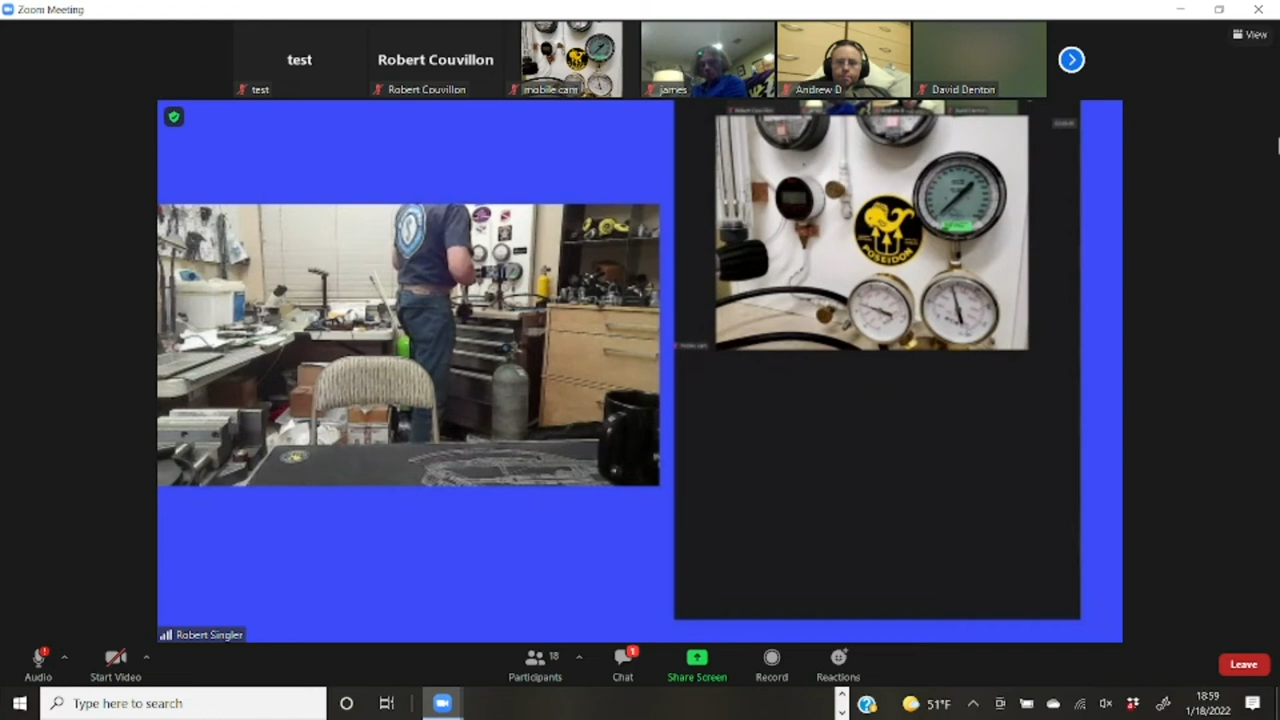 Zoom Meeting
View
test
Robert Couvillon
test
Robert Couvillon
mobile cam
james
Andrew D
David Denton
POSEIDON
Robert Singler
Audio
Start Video
18
Participants
1
Chat
Share Screen
Record
Reactions
Leave
Type here to search
51°F
18:59
1/18/2022